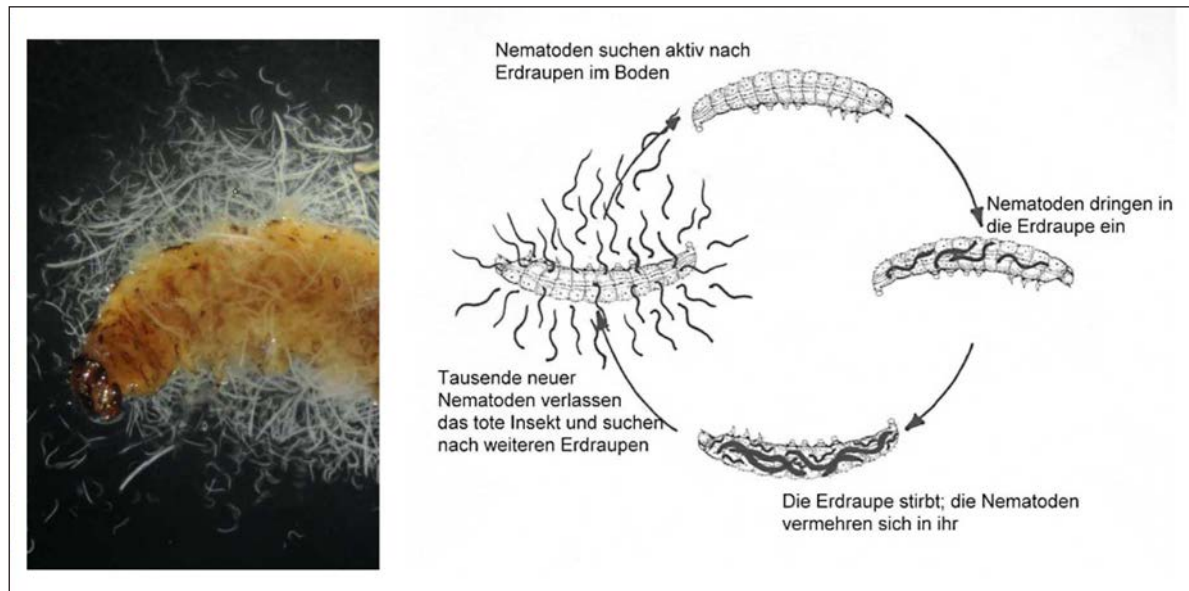 Nematoden suchen aktiv nach
Erdraupen im Boden
Nematoden dringen in
die Erdraupe ein
Die Erdraupe stirbt; die Nematoden
vermehren sich in ihr
Tausende neuer
Nematoden verlassen
das tote Insekt und suchen
nach weiteren Erdraupen